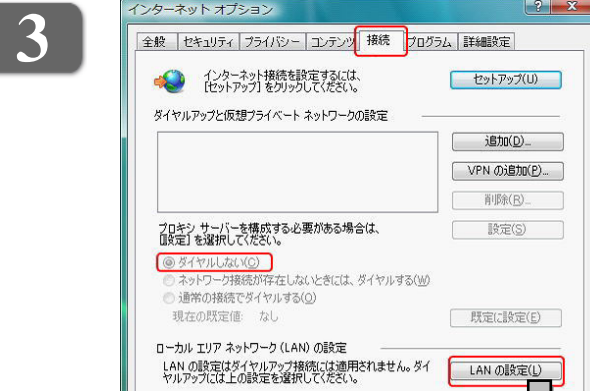 3
インターネット オプション
全般 セキュリティ プライバシー コンテンツ 接続 プログラム 詳細設定
インターネット接続を設定するには、
[セットアップ] をクリックしてください。
セットアップ(U)
ダイヤルアップと仮想プライベート ネットワークの設定
追加(D)...
VPN の追加(P)...
削除(R)...
プロキシ サーバーを構成する必要がある場合は、
[設定] を選択してください。
設定(S)
ダイヤルしない(C)
ネットワーク接続が存在しないときには、ダイヤルする(W)
通常の接続でダイヤルする(O)
現在の既定値: なし
既定に設定(E)
ローカル エリア ネットワーク (LAN) の設定
LAN の設定はダイヤルアップ接続には適用されません。ダイ
ヤルアップには上の設定を選択してください。
LAN の設定(L)